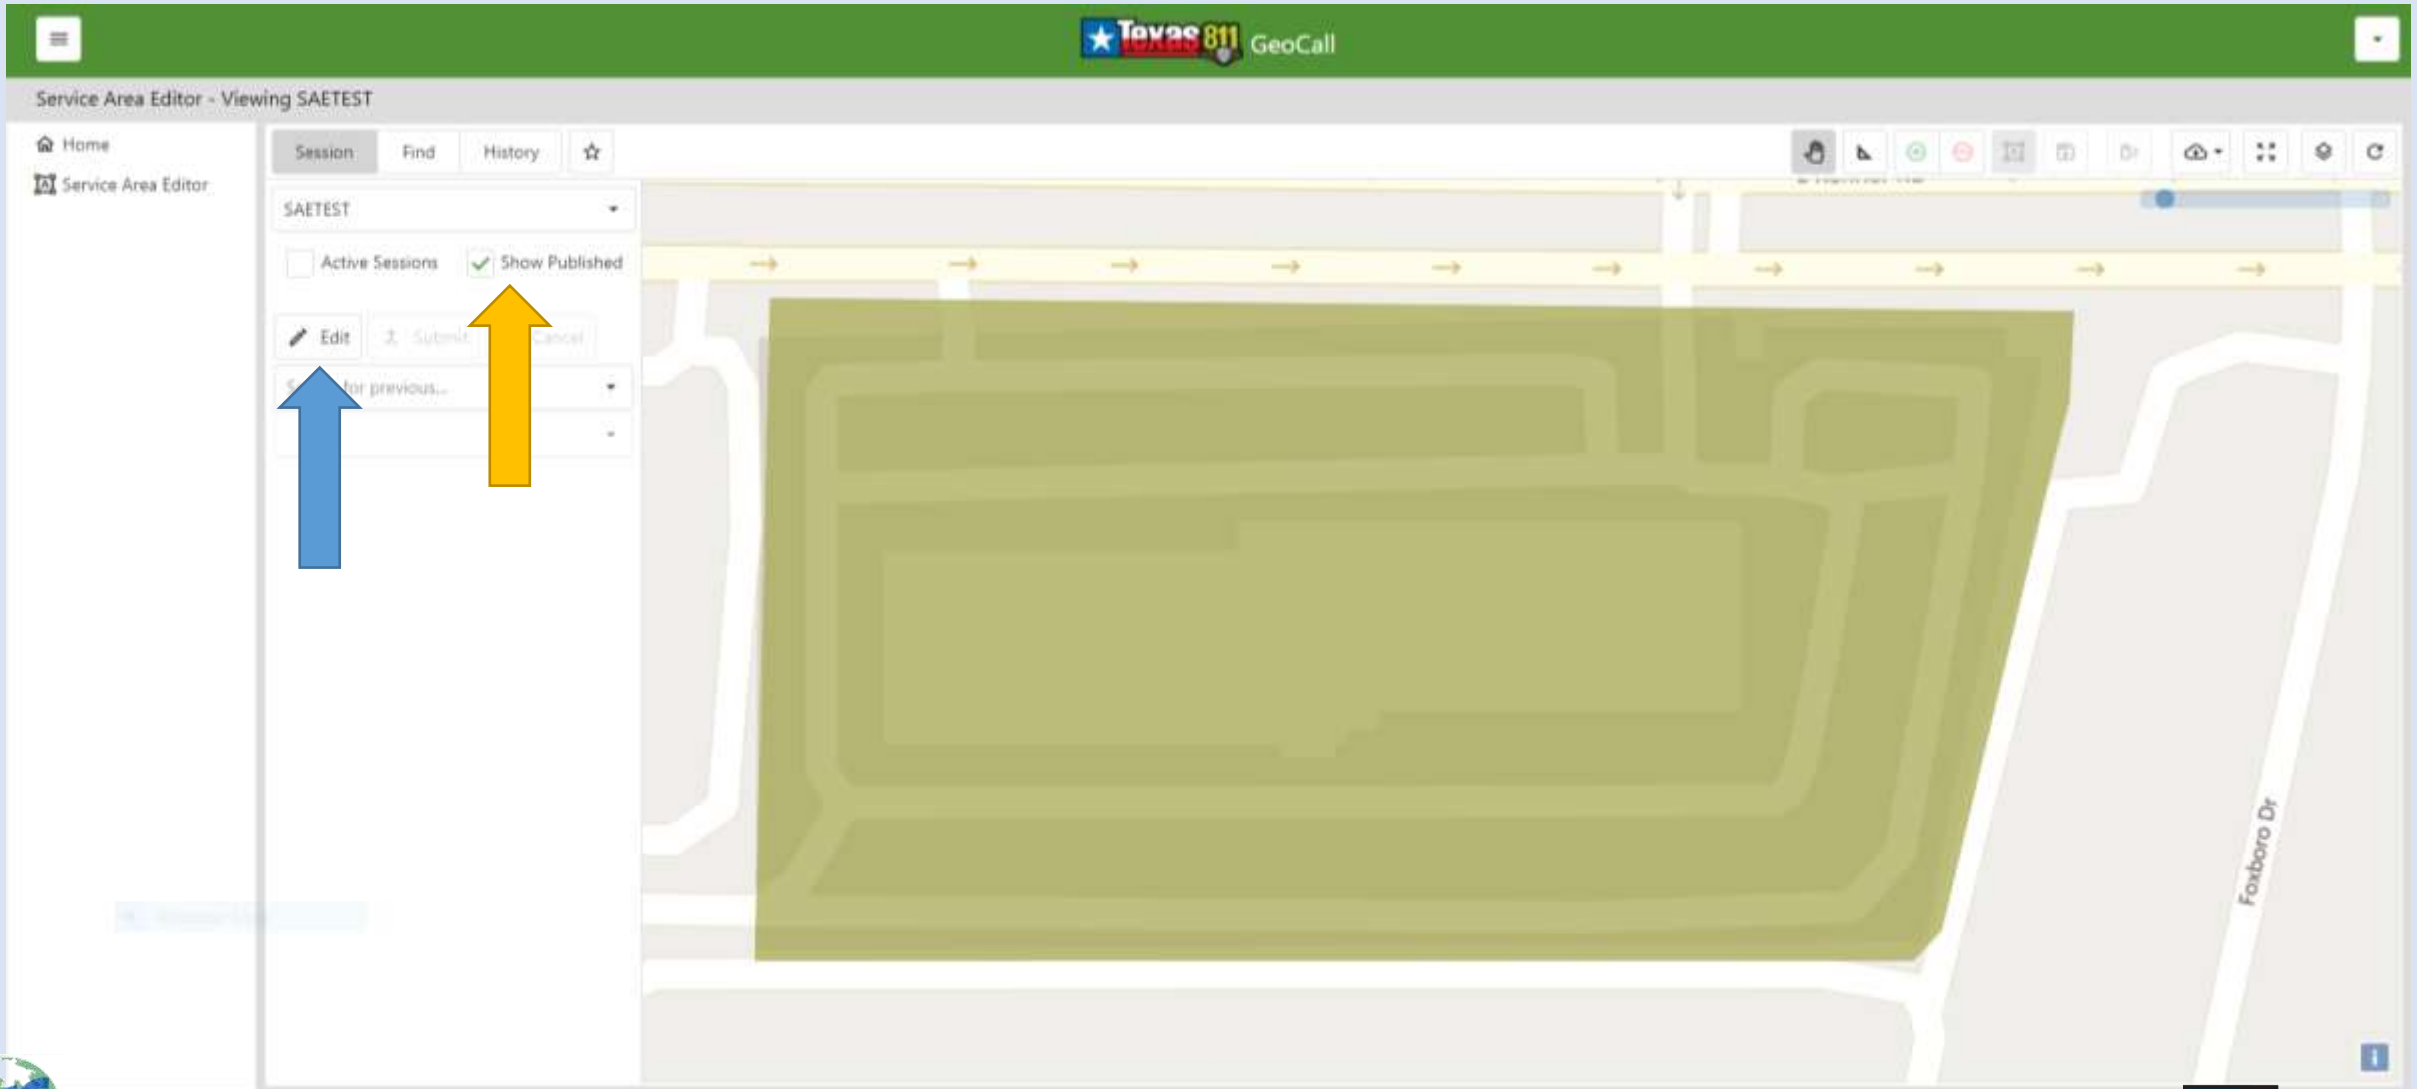 Texas 811 GeoCall
Service Area Editor - Viewing SAETEST
Home
Service Area Editor
Session Find History
SAETEST
Active Sessions Show Published
Edit Submit Cancel
for previous...
Foxboro Dr